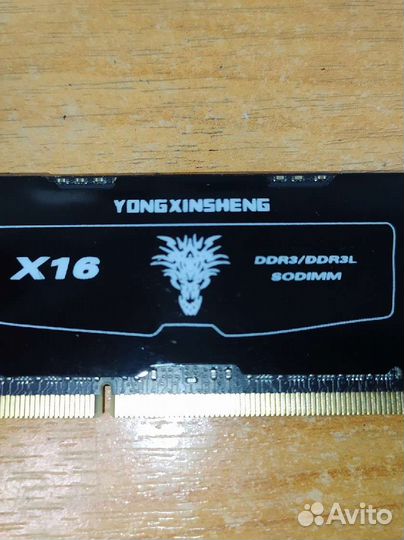 YONGXINSHENG
X16
DDR3/DDR3L
SODIMM
Avito